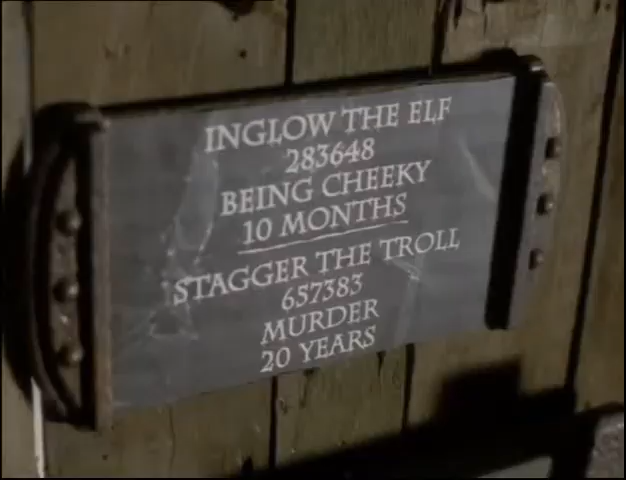 INGLOW THE ELF
283648
BEING CHEEKY
10 MONTHS
STAGGER THE TROLL
657383
MURDER
20 YEARS